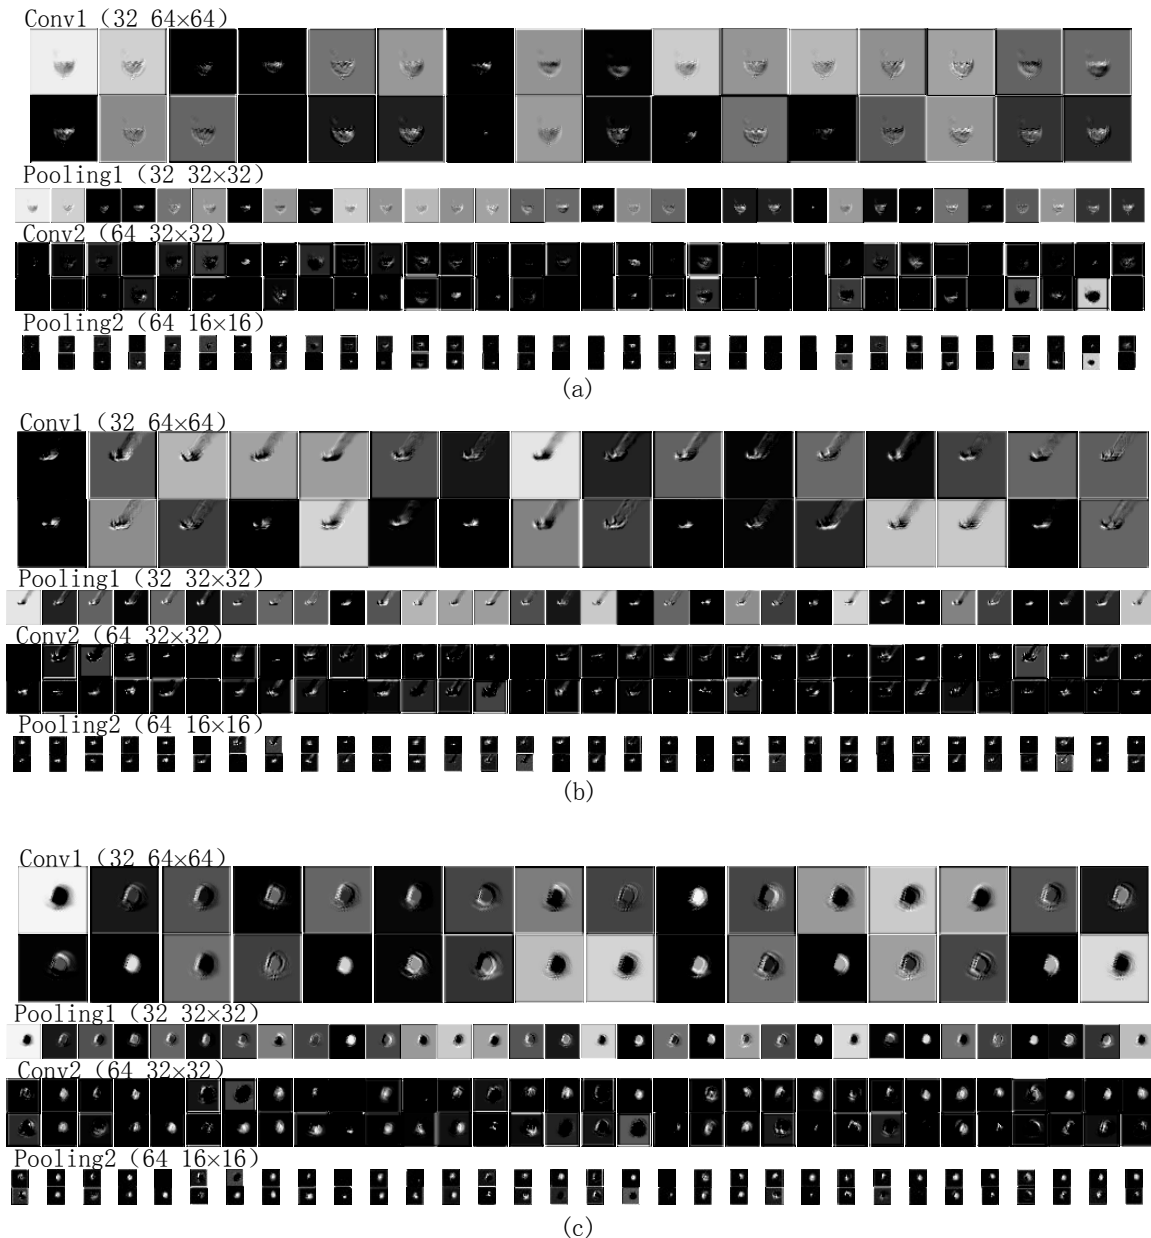 Conv1 (32 64×64)
Pooling1 (32 32×32)
Conv2 (64 32×32)
Pooling2 (64 16×16)
(a)
Conv1 (32 64×64)
Pooling1 (32 32×32)
Conv2 (64 32×32)
Pooling2 (64 16×16)
(b)
Conv1 (32 64×64)
Pooling1 (32 32×32)
Conv2 (64 32×32)
Pooling2 (64 16×16)
(c)